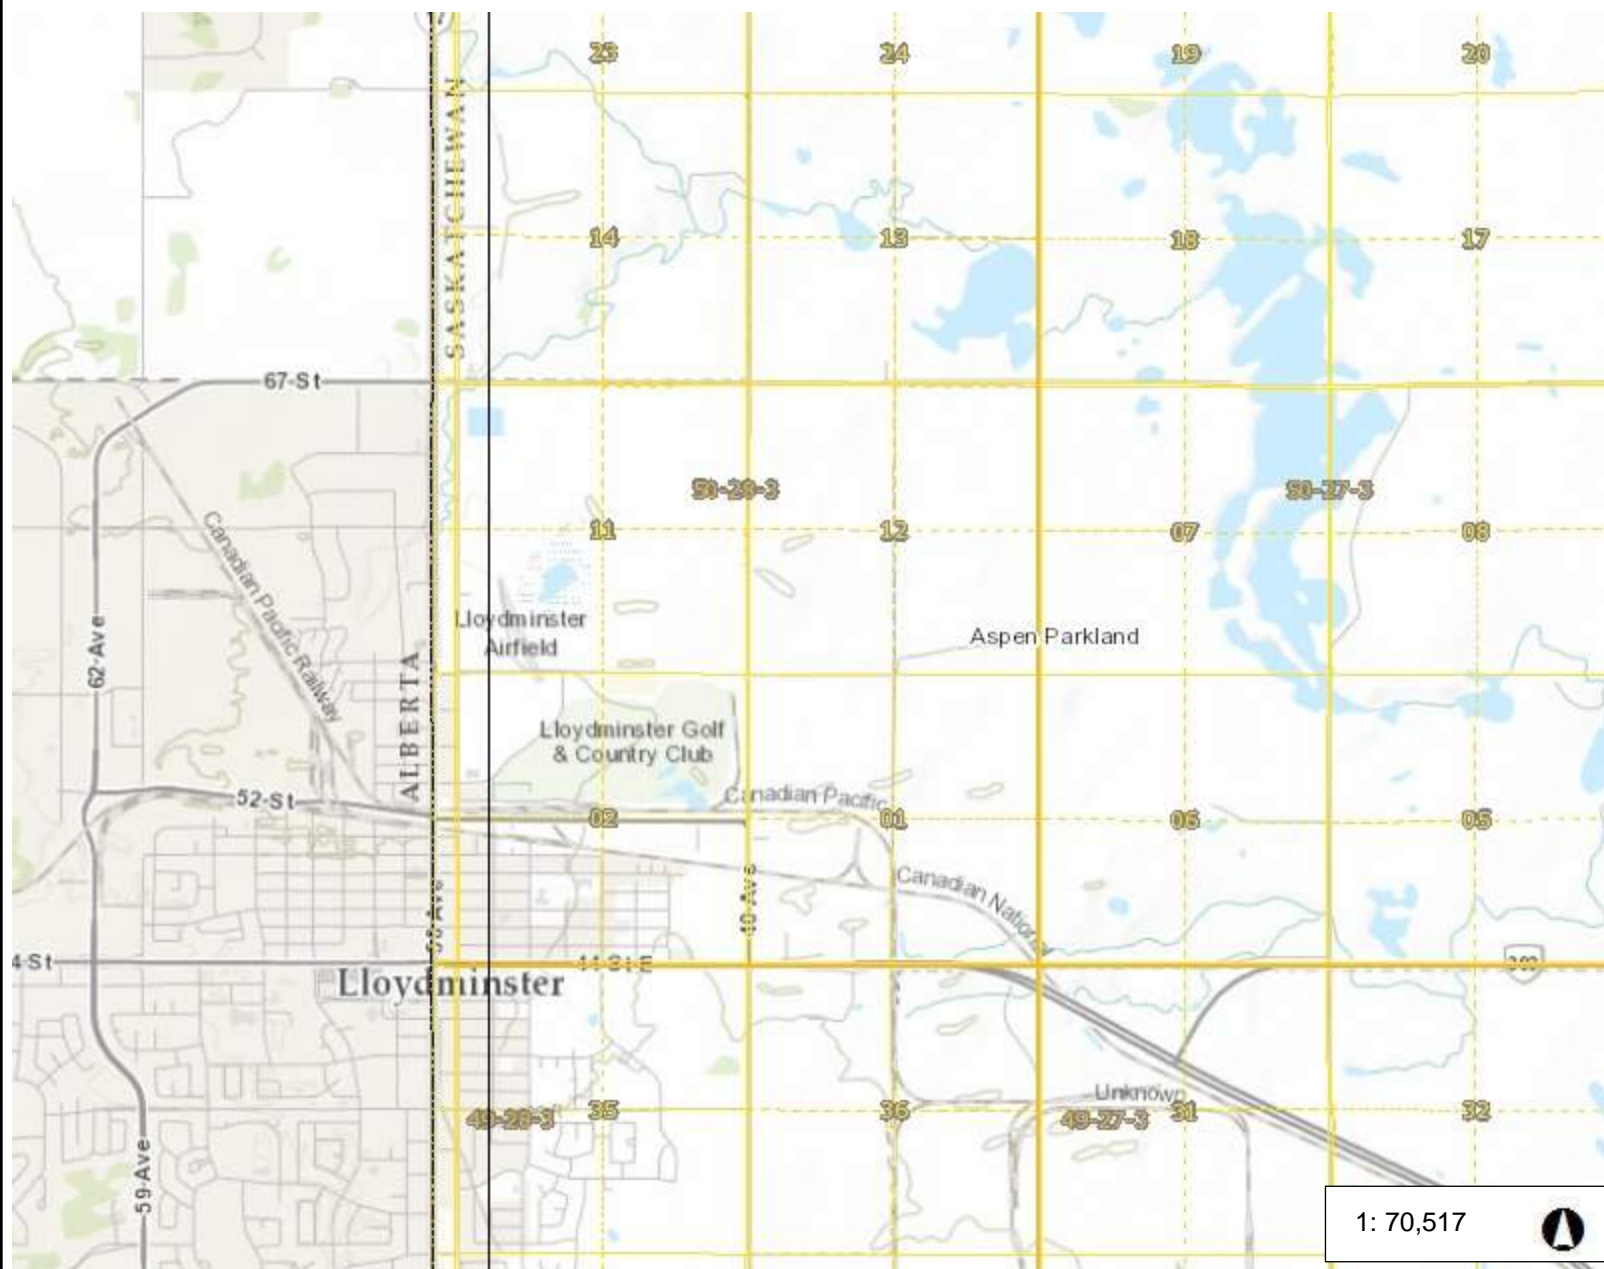 23
24
19
20
SASKATCHEWAN
14
13
18
17
67-St
50-28-3
50-27-3
Canadian Pacific Railway
11
12
07
08
Lloydminster
Airfield
Aspen Parkland
62-Ave
ALBERTA
Lloydminster Golf
& Country Club
52-St
Canadian Pacific
02
01
06
05
50 Ave
40 Ave
Canadian National
4-St
Lloydminster
Unknown
49-28-3
35
36
49-27-3
31
32
59-Ave
1: 70,517